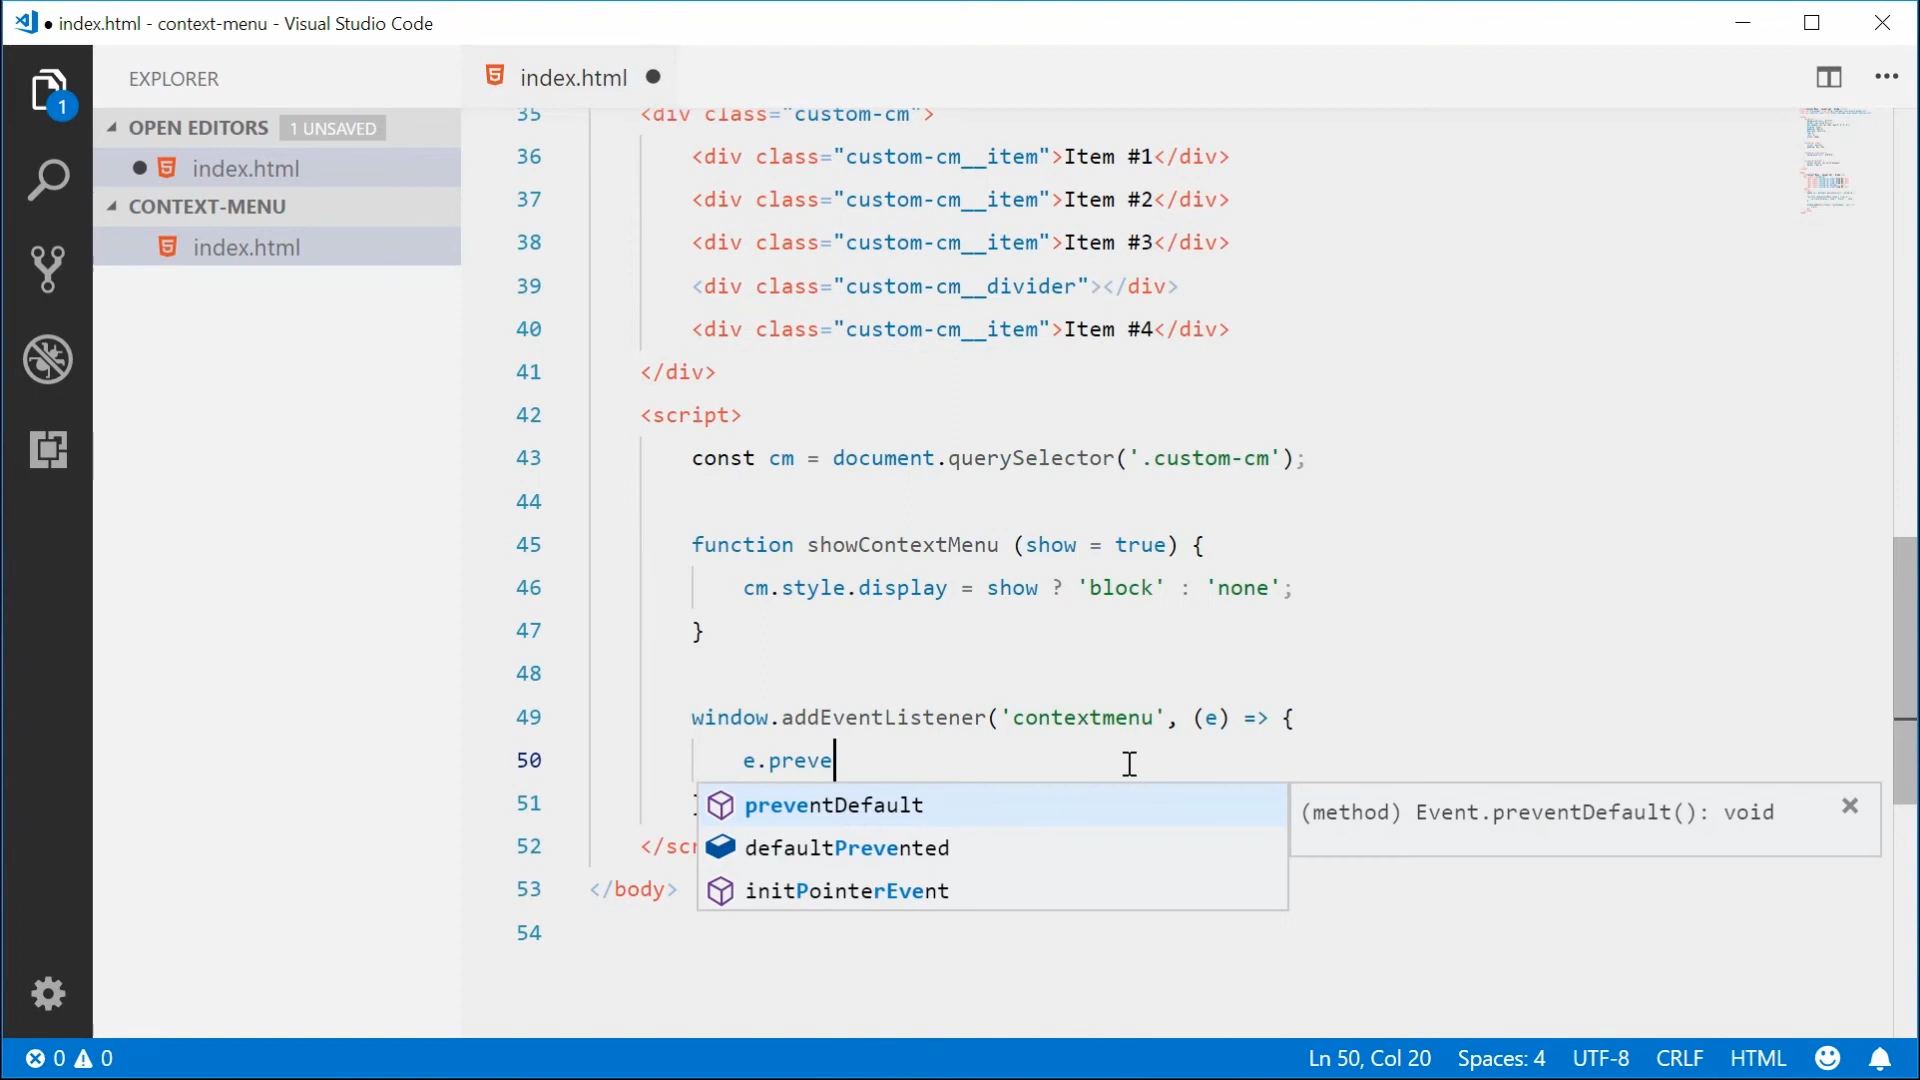 index.html - context-menu - Visual Studio Code
EXPLORER
OPEN EDITORS 1 UNSAVED
index.html
CONTEXT-MENU
index.html
1
index.html
35 <div class="custom-cm">
36 <div class="custom-cm__item">Item #1</div>
37 <div class="custom-cm__item">Item #2</div>
38 <div class="custom-cm__item">Item #3</div>
39 <div class="custom-cm__divider"></div>
40 <div class="custom-cm__item">Item #4</div>
41 </div>
42 <script>
43 const cm = document.querySelector('.custom-cm');
44
45 function showContextMenu (show = true) {
46 cm.style.display = show ? 'block' : 'none';
47 }
48
49 window.addEventListener('contextmenu', (e) => {
50 e.preve
51
52 </scr
53 </body>
54
preventDefault
defaultPrevented
initPointerEvent
(method) Event.preventDefault(): void
0 0
Ln 50, Col 20 Spaces: 4 UTF-8 CRLF HTML